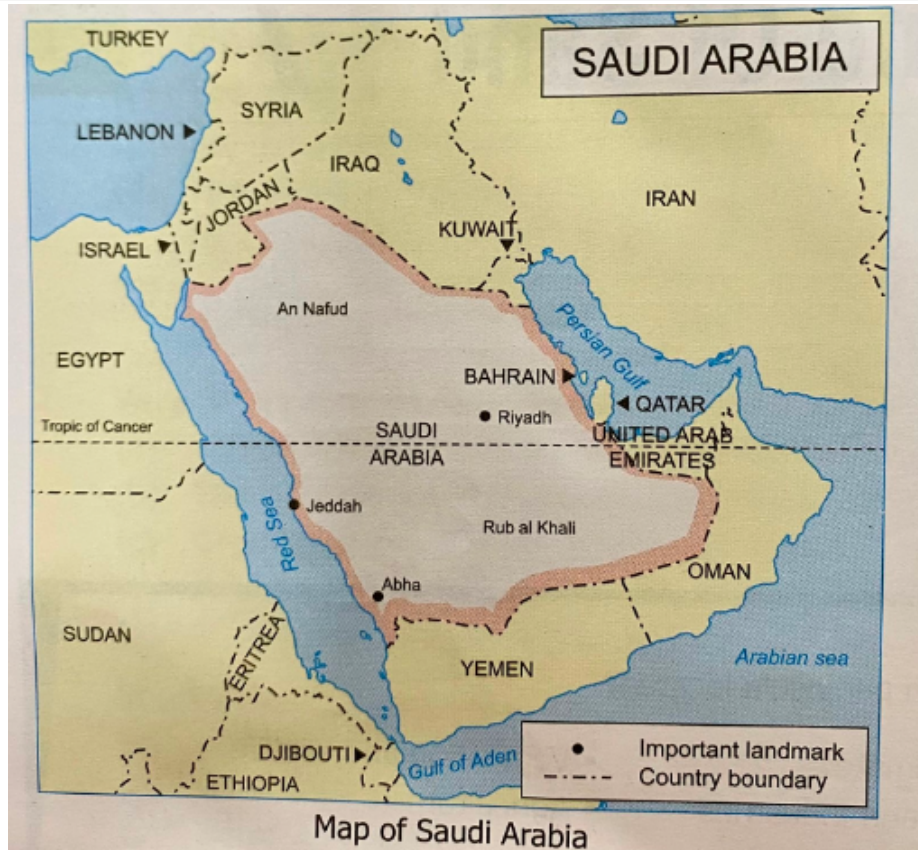 TURKEY
SAUDI ARABIA
SYRIA
LEBANON
IRAQ
JORDAN
IRAN
KUWAIT
ISRAEL
An Nafud
Persian Gulf
EGYPT
BAHRAIN
QATAR
Riyadh
Tropic of Cancer
SAUDI
ARABIA
UNITED ARAB
EMIRATES
Jeddah
Red Sea
Rub al Khali
OMAN
Abha
SUDAN
ERITREA
YEMEN
Arabian sea
DJIBOUTI
Gulf of Aden
ETHIOPIA
Important landmark
Country boundary
Map of Saudi Arabia